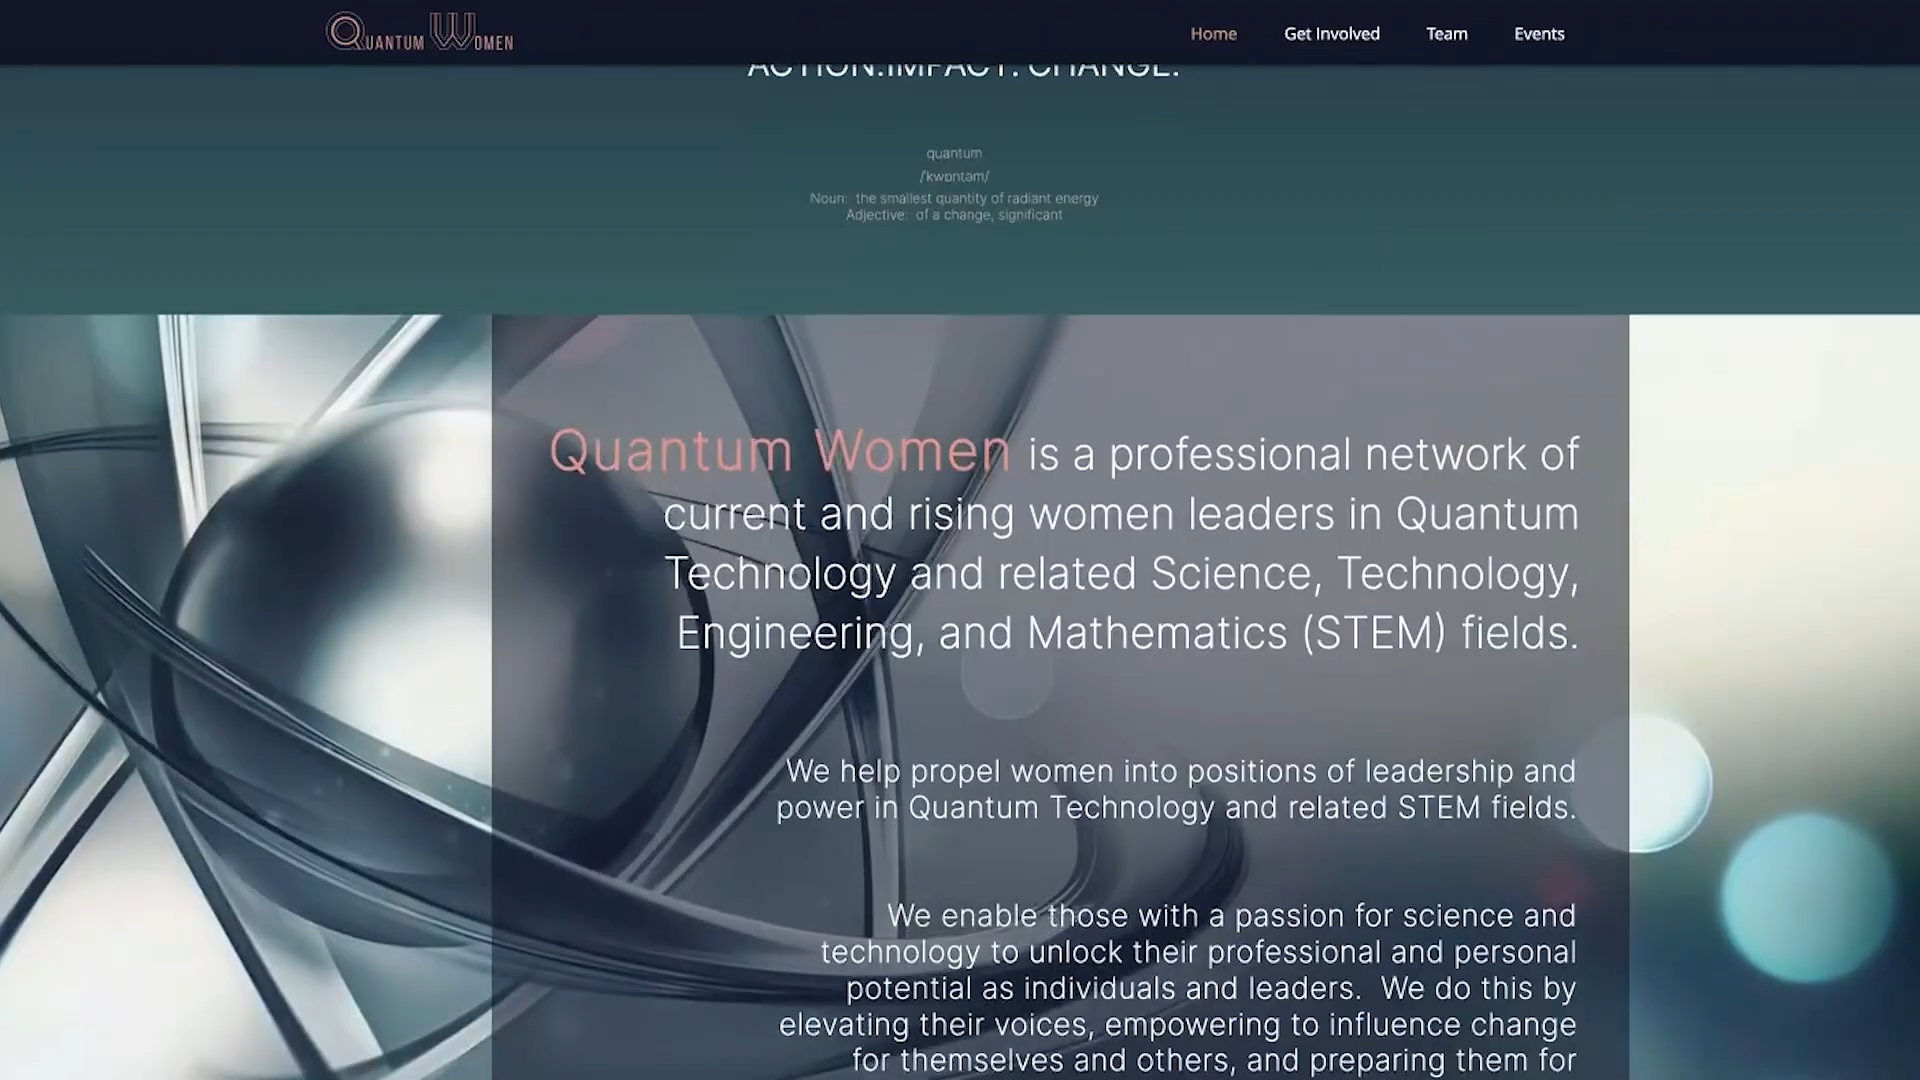 QUANTUM WOMEN
Home Get Involved Team Events
ACTION.IMPACT. CHANGE.
quantum
/'kwɒntəm/
Noun:  the smallest quantity of radiant energy
Adjective:  of a change, significant
Quantum Women is a professional network of
current and rising women leaders in Quantum
Technology and related Science, Technology,
Engineering, and Mathematics (STEM) fields.
We help propel women into positions of leadership and
power in Quantum Technology and related STEM fields.
We enable those with a passion for science and
technology to unlock their professional and personal
potential as individuals and leaders.  We do this by
elevating their voices, empowering to influence change
for themselves and others, and preparing them for